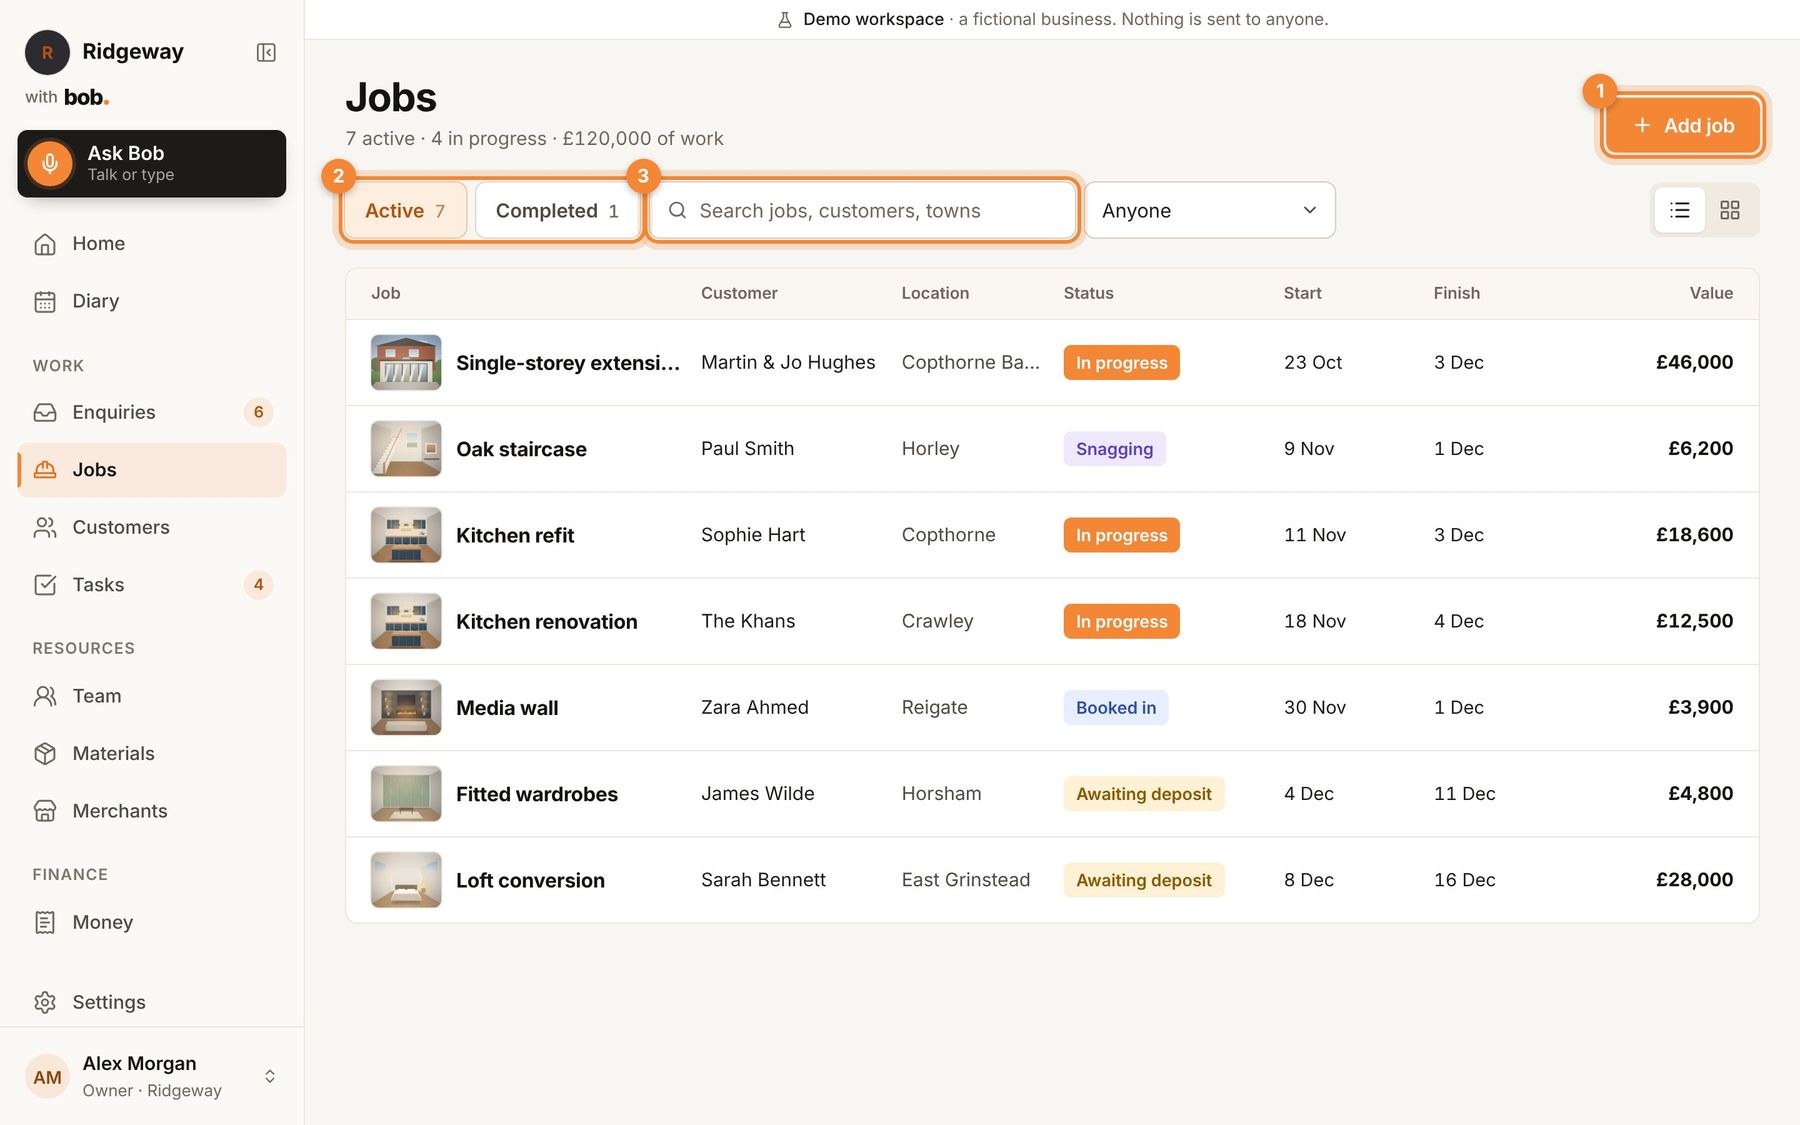 Demo workspace · a fictional business. Nothing is sent to anyone.
R Ridgeway
with bob.
Ask Bob
Talk or type
Home
Diary
WORK
Enquiries 6
Jobs
Customers
Tasks 4
RESOURCES
Team
Materials
Merchants
FINANCE
Money
Settings
AM Alex Morgan
Owner · Ridgeway
Jobs
7 active · 4 in progress · £120,000 of work
1
+ Add job
2
3
Active 7 Completed 1 Search jobs, customers, towns Anyone
Job Customer Location Status Start Finish Value
Single-storey extensi... Martin & Jo Hughes Copthorne Ba... In progress 23 Oct 3 Dec £46,000
Oak staircase Paul Smith Horley Snagging 9 Nov 1 Dec £6,200
Kitchen refit Sophie Hart Copthorne In progress 11 Nov 3 Dec £18,600
Kitchen renovation The Khans Crawley In progress 18 Nov 4 Dec £12,500
Media wall Zara Ahmed Reigate Booked in 30 Nov 1 Dec £3,900
Fitted wardrobes James Wilde Horsham Awaiting deposit 4 Dec 11 Dec £4,800
Loft conversion Sarah Bennett East Grinstead Awaiting deposit 8 Dec 16 Dec £28,000